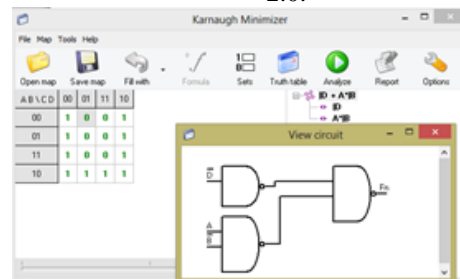 2.6.
Karnaugh Minimizer
File Map Tools Help
Open map Save map Fill with Formula Sets Truth table Analyze Report Options
AB\CD 00 01 11 10
00 1 0 0 1
01 1 0 0 1
11 1 0 0 1
10 1 1 1 1
View circuit
D
A
B
Fn